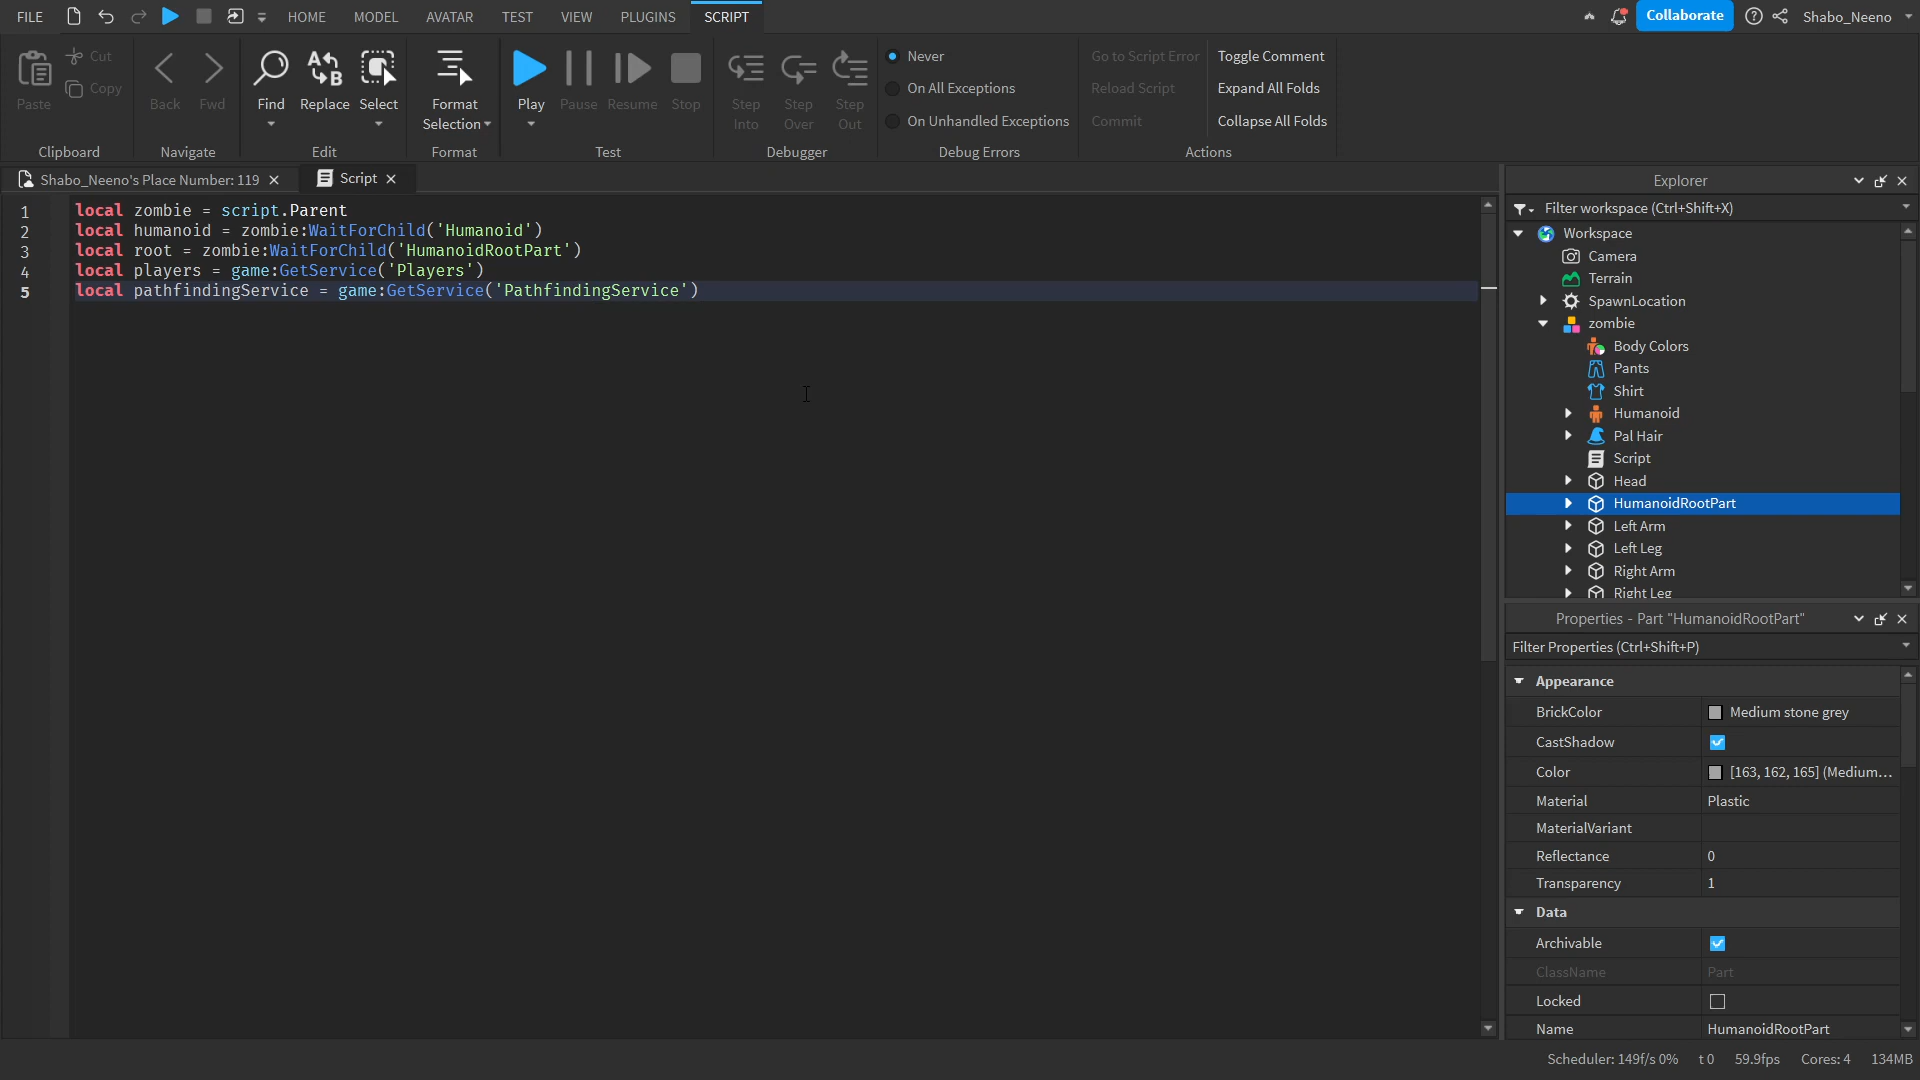 FILE HOME MODEL AVATAR TEST VIEW PLUGINS SCRIPT Collaborate Shabo_Neeno
Paste Cut Copy
Back Fwd
Find Replace Select
Format Selection
Play Pause Resume Stop
Step Into Step Over Step Out
Never
On All Exceptions
On Unhandled Exceptions
Go to Script Error
Reload Script
Commit
Toggle Comment
Expand All Folds
Collapse All Folds
Clipboard Navigate Edit Format Test Debugger Debug Errors Actions
Shabo_Neeno's Place Number: 119 Script
1 local zombie = script.Parent
2 local humanoid = zombie:WaitForChild('Humanoid')
3 local root = zombie:WaitForChild('HumanoidRootPart')
4 local players = game:GetService('Players')
5 local pathfindingService = game:GetService('PathfindingService')
Explorer
Filter workspace (Ctrl+Shift+X)
Workspace
Camera
Terrain
SpawnLocation
zombie
Body Colors
Pants
Shirt
Humanoid
Pal Hair
Script
Head
HumanoidRootPart
Left Arm
Left Leg
Right Arm
Right Leg
Properties - Part "HumanoidRootPart"
Filter Properties (Ctrl+Shift+P)
Appearance
BrickColor Medium stone grey
CastShadow
Color [163, 162, 165] (Medium...
Material Plastic
MaterialVariant
Reflectance 0
Transparency 1
Data
Archivable
ClassName Part
Locked
Name HumanoidRootPart
Scheduler: 149f/s 0% t 0 59.9fps Cores: 4 134MB